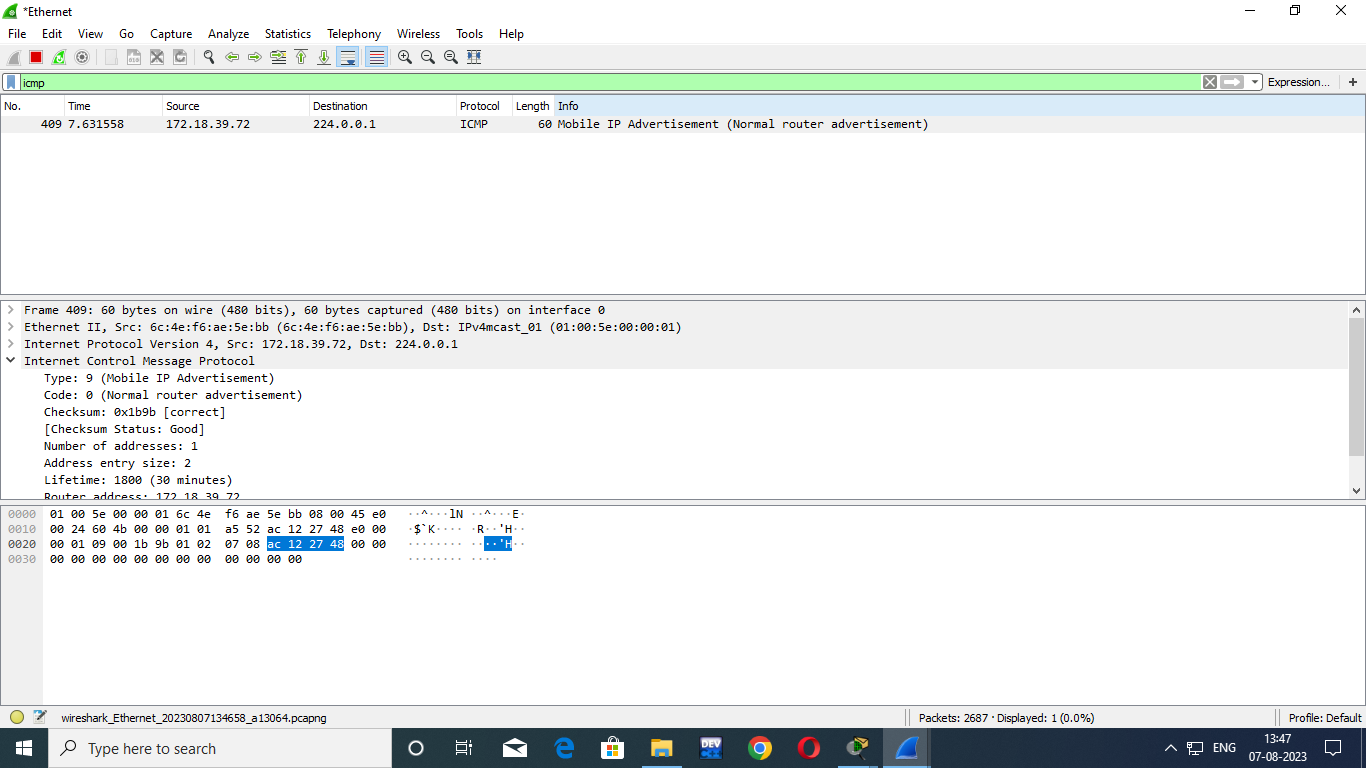 *Ethernet
File Edit View Go Capture Analyze Statistics Telephony Wireless Tools Help
icmp Expression… +
No. Time Source Destination Protocol Length Info
409 7.631558 172.18.39.72 224.0.0.1 ICMP 60 Mobile IP Advertisement (Normal router advertisement)
Frame 409: 60 bytes on wire (480 bits), 60 bytes captured (480 bits) on interface 0
Ethernet II, Src: 6c:4e:f6:ae:5e:bb (6c:4e:f6:ae:5e:bb), Dst: IPv4mcast_01 (01:00:5e:00:00:01)
Internet Protocol Version 4, Src: 172.18.39.72, Dst: 224.0.0.1
Internet Control Message Protocol
Type: 9 (Mobile IP Advertisement)
Code: 0 (Normal router advertisement)
Checksum: 0x1b9b [correct]
[Checksum Status: Good]
Number of addresses: 1
Address entry size: 2
Lifetime: 1800 (30 minutes)
Router address: 172.18.39.72
0000 01 00 5e 00 00 01 6c 4e f6 ae 5e bb 08 00 45 e0 ··^···lN ··^···E·
0010 00 24 60 4b 00 00 01 01 a5 52 ac 12 27 48 e0 00 ·$`K···· ·R··'H··
0020 00 01 09 00 1b 9b 01 02 07 08 ac 12 27 48 00 00 ········ ····'H··
0030 00 00 00 00 00 00 00 00 00 00 00 00 ········ ····
wireshark_Ethernet_20230807134658_a13064.pcapng Packets: 2687 · Displayed: 1 (0.0%) Profile: Default
Type here to search DEV C++ ENG 13:47
07-08-2023